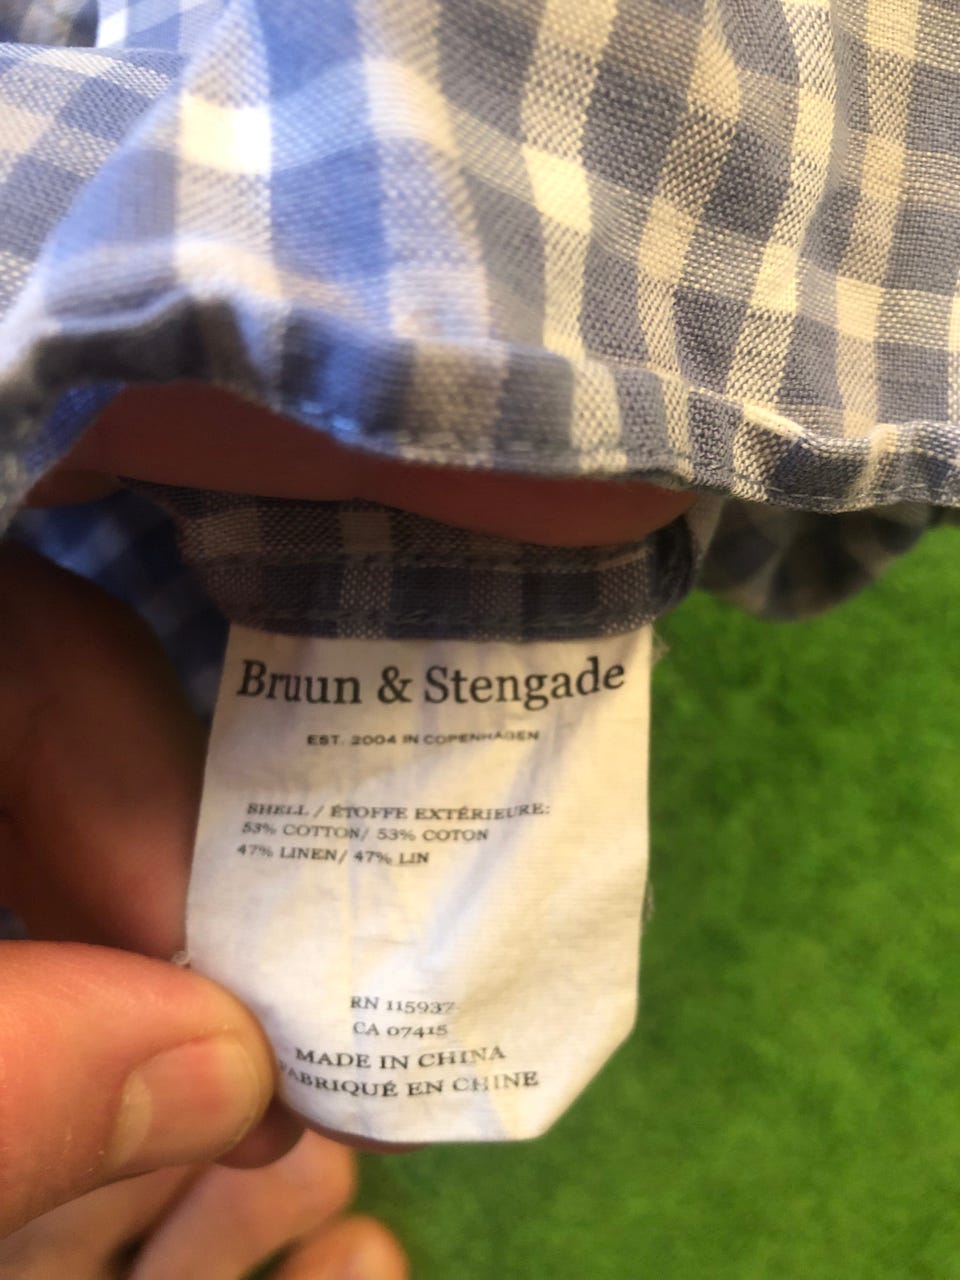 Bruun & Stengade
EST. 2004 IN COPENHAGEN
SHELL / ÉTOFFE EXTÉRIEURE:
53% COTTON/ 53% COTON
47% LINEN/ 47% LIN
RN 115937
CA 07415
MADE IN CHINA
FABRIQUÉ EN CHINE